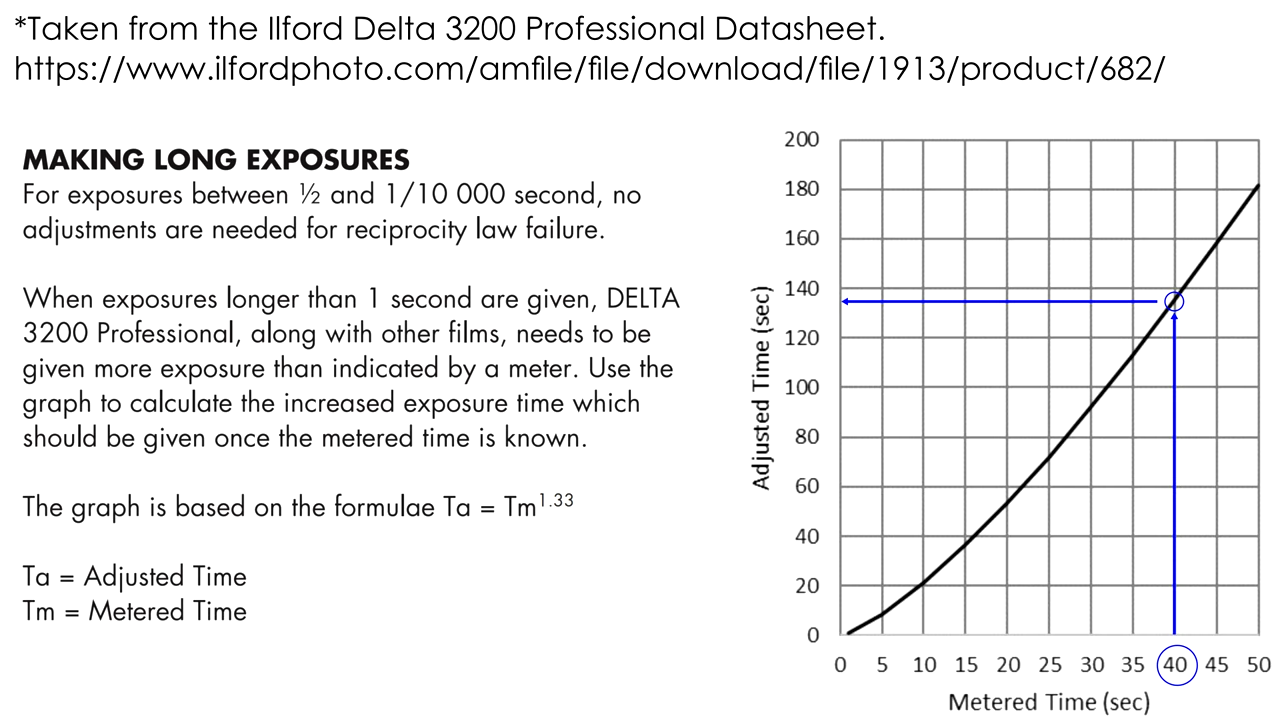 *Taken from the Ilford Delta 3200 Professional Datasheet.
https://www.ilfordphoto.com/amfile/file/download/file/1913/product/682/
MAKING LONG EXPOSURES
For exposures between ½ and 1/10 000 second, no
adjustments are needed for reciprocity law failure.
When exposures longer than 1 second are given, DELTA
3200 Professional, along with other films, needs to be
given more exposure than indicated by a meter. Use the
graph to calculate the increased exposure time which
should be given once the metered time is known.
The graph is based on the formulae Ta = Tm^1.33
Ta = Adjusted Time
Tm = Metered Time
Adjusted Time (sec)
200
180
160
140
120
100
80
60
40
20
0
0 5 10 15 20 25 30 35 40 45 50
Metered Time (sec)